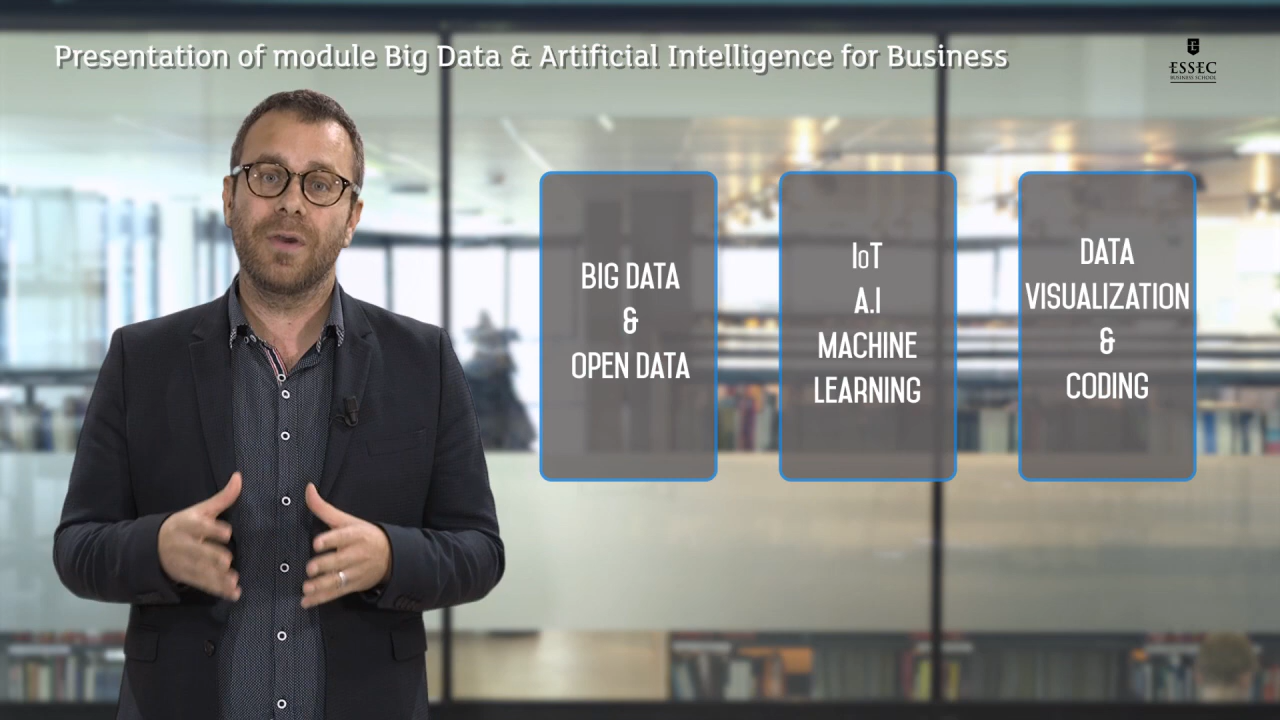 Presentation of module Big Data & Artificial Intelligence for Business
ESSEC
BUSINESS SCHOOL
BIG DATA
&
OPEN DATA
IoT
A.I
MACHINE
LEARNING
DATA
VISUALIZATION
&
CODING